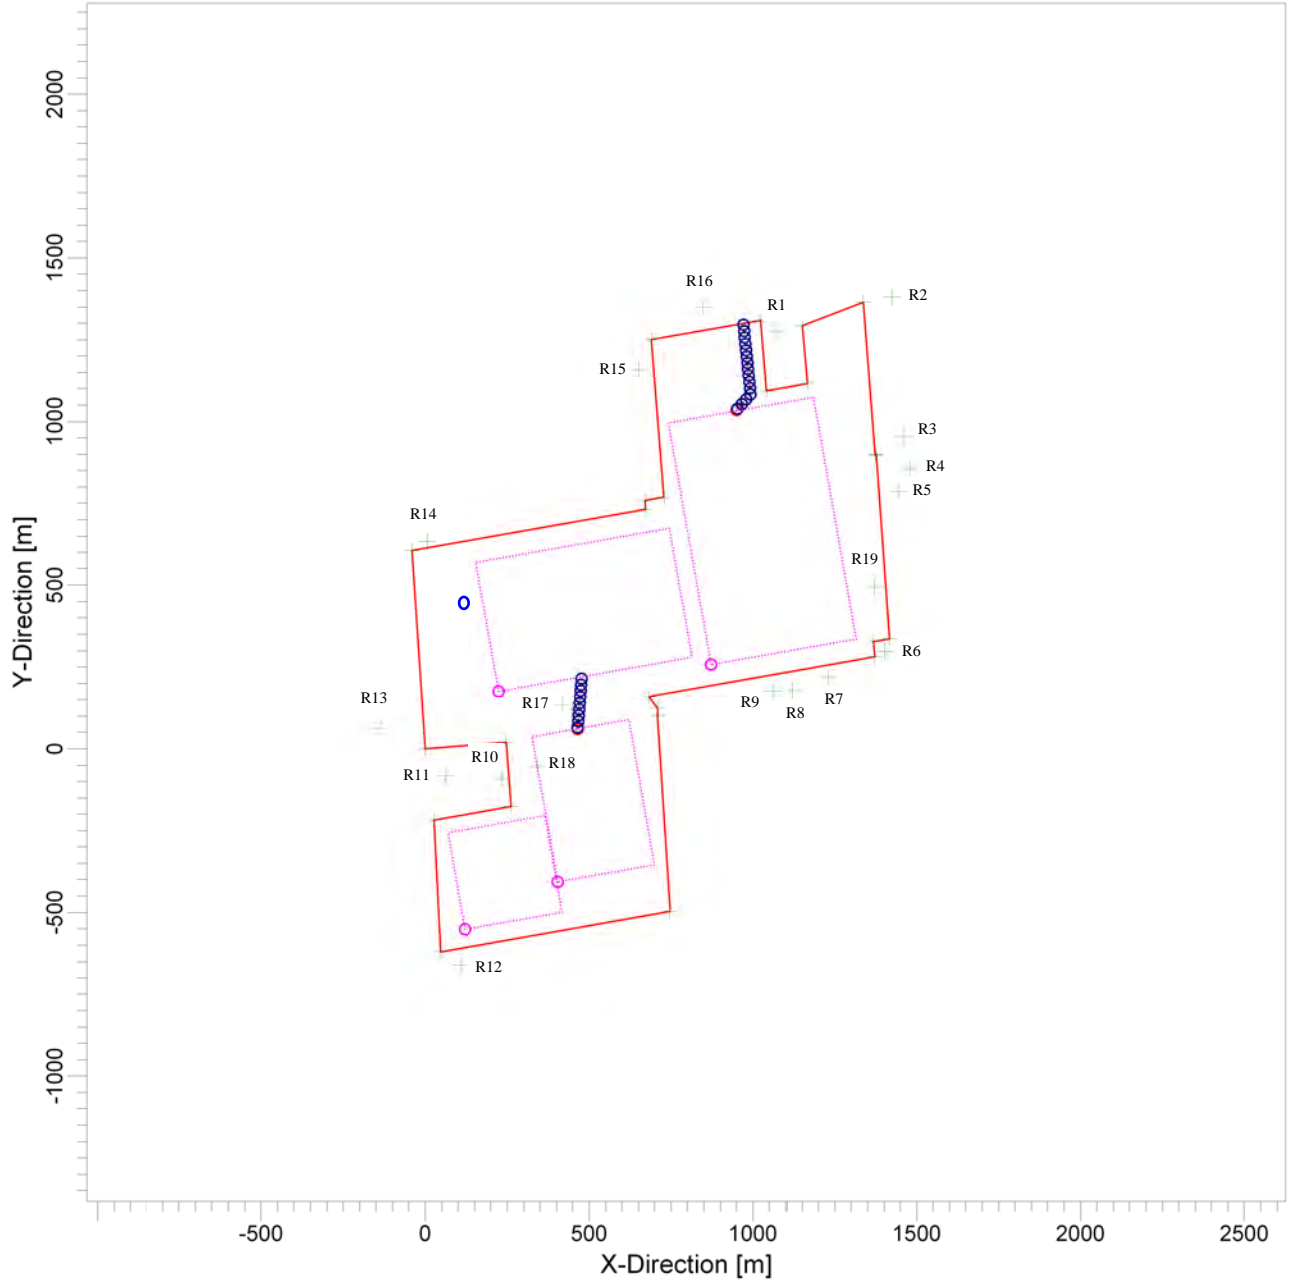 2000
1500
R16
R1
R2
R15
1000
R3
R4
R5
R14
R19
500
Y-Direction [m]
R6
R13
R17
R9
R7
R8
0
R10
R11
R18
-500
R12
-1000
-500
0
500
1000
1500
2000
2500
X-Direction [m]